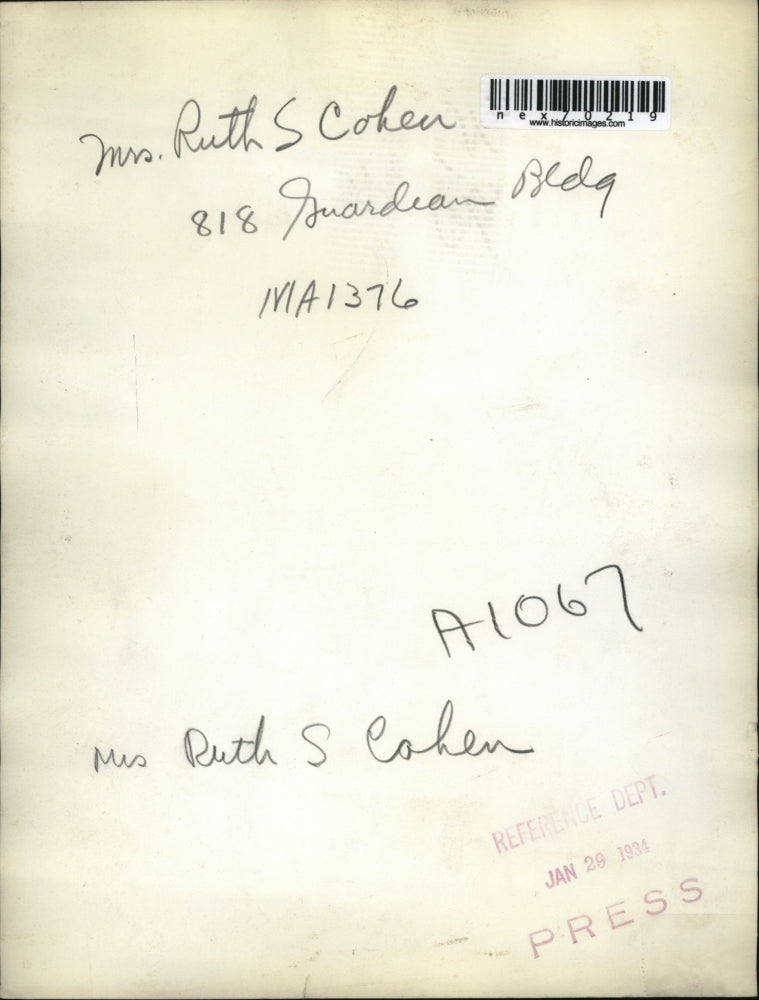 nex70219
www.historicimages.com
Mrs. Ruth S Cohen
818 Guardian Bldg
MA1376
A1067
Mrs Ruth S Cohen
REFERENCE DEPT.
JAN 29 1934
PRESS